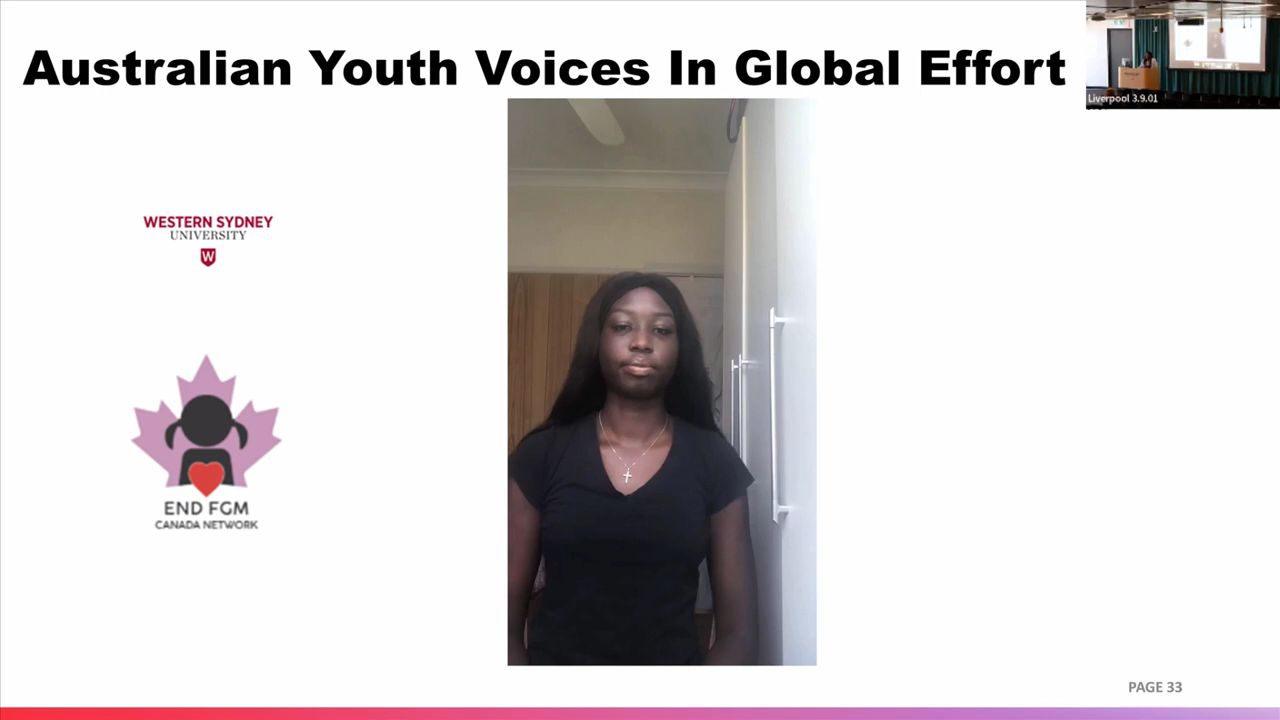 Australian Youth Voices In Global Effort
Liverpool 3.9.01
WESTERN SYDNEY
UNIVERSITY
W
END FGM
CANADA NETWORK
PAGE 33